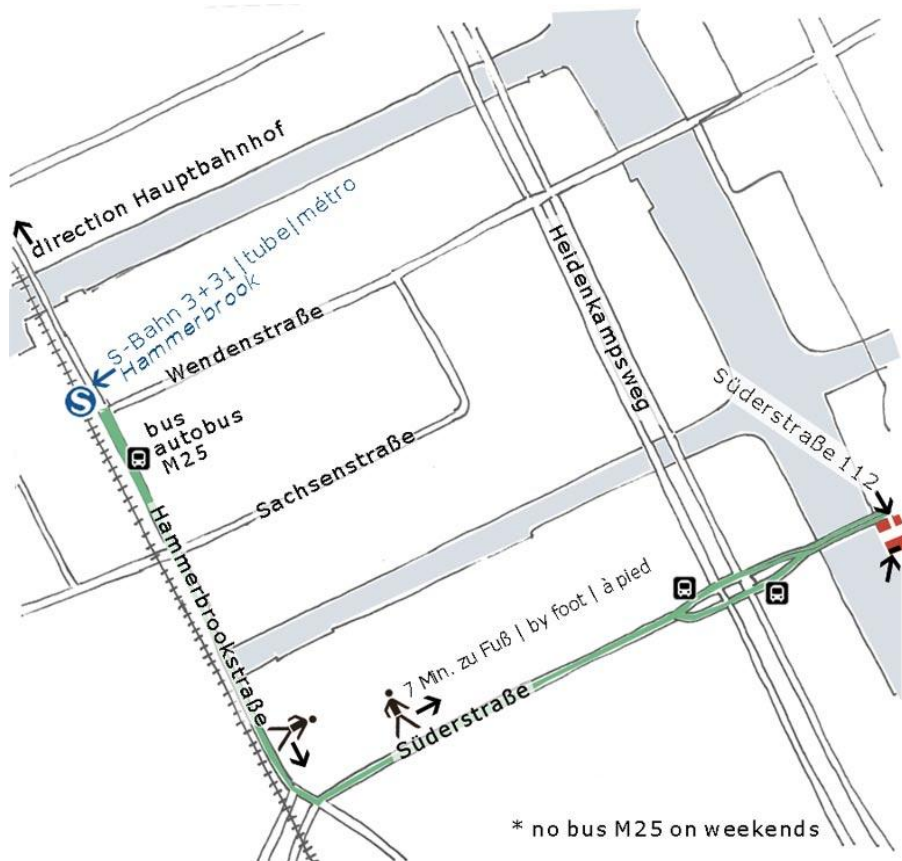 direction Hauptbahnhof
S-Bahn 3+31|tube|métro
Hammerbrook
S
Wendenstraße
bus
autobus
M25
Sachsenstraße
Hammerbrookstraße
Heidenkampsweg
Süderstraße 112
7 Min. zu Fuß | by foot | à pied
Süderstraße
* no bus M25 on weekends